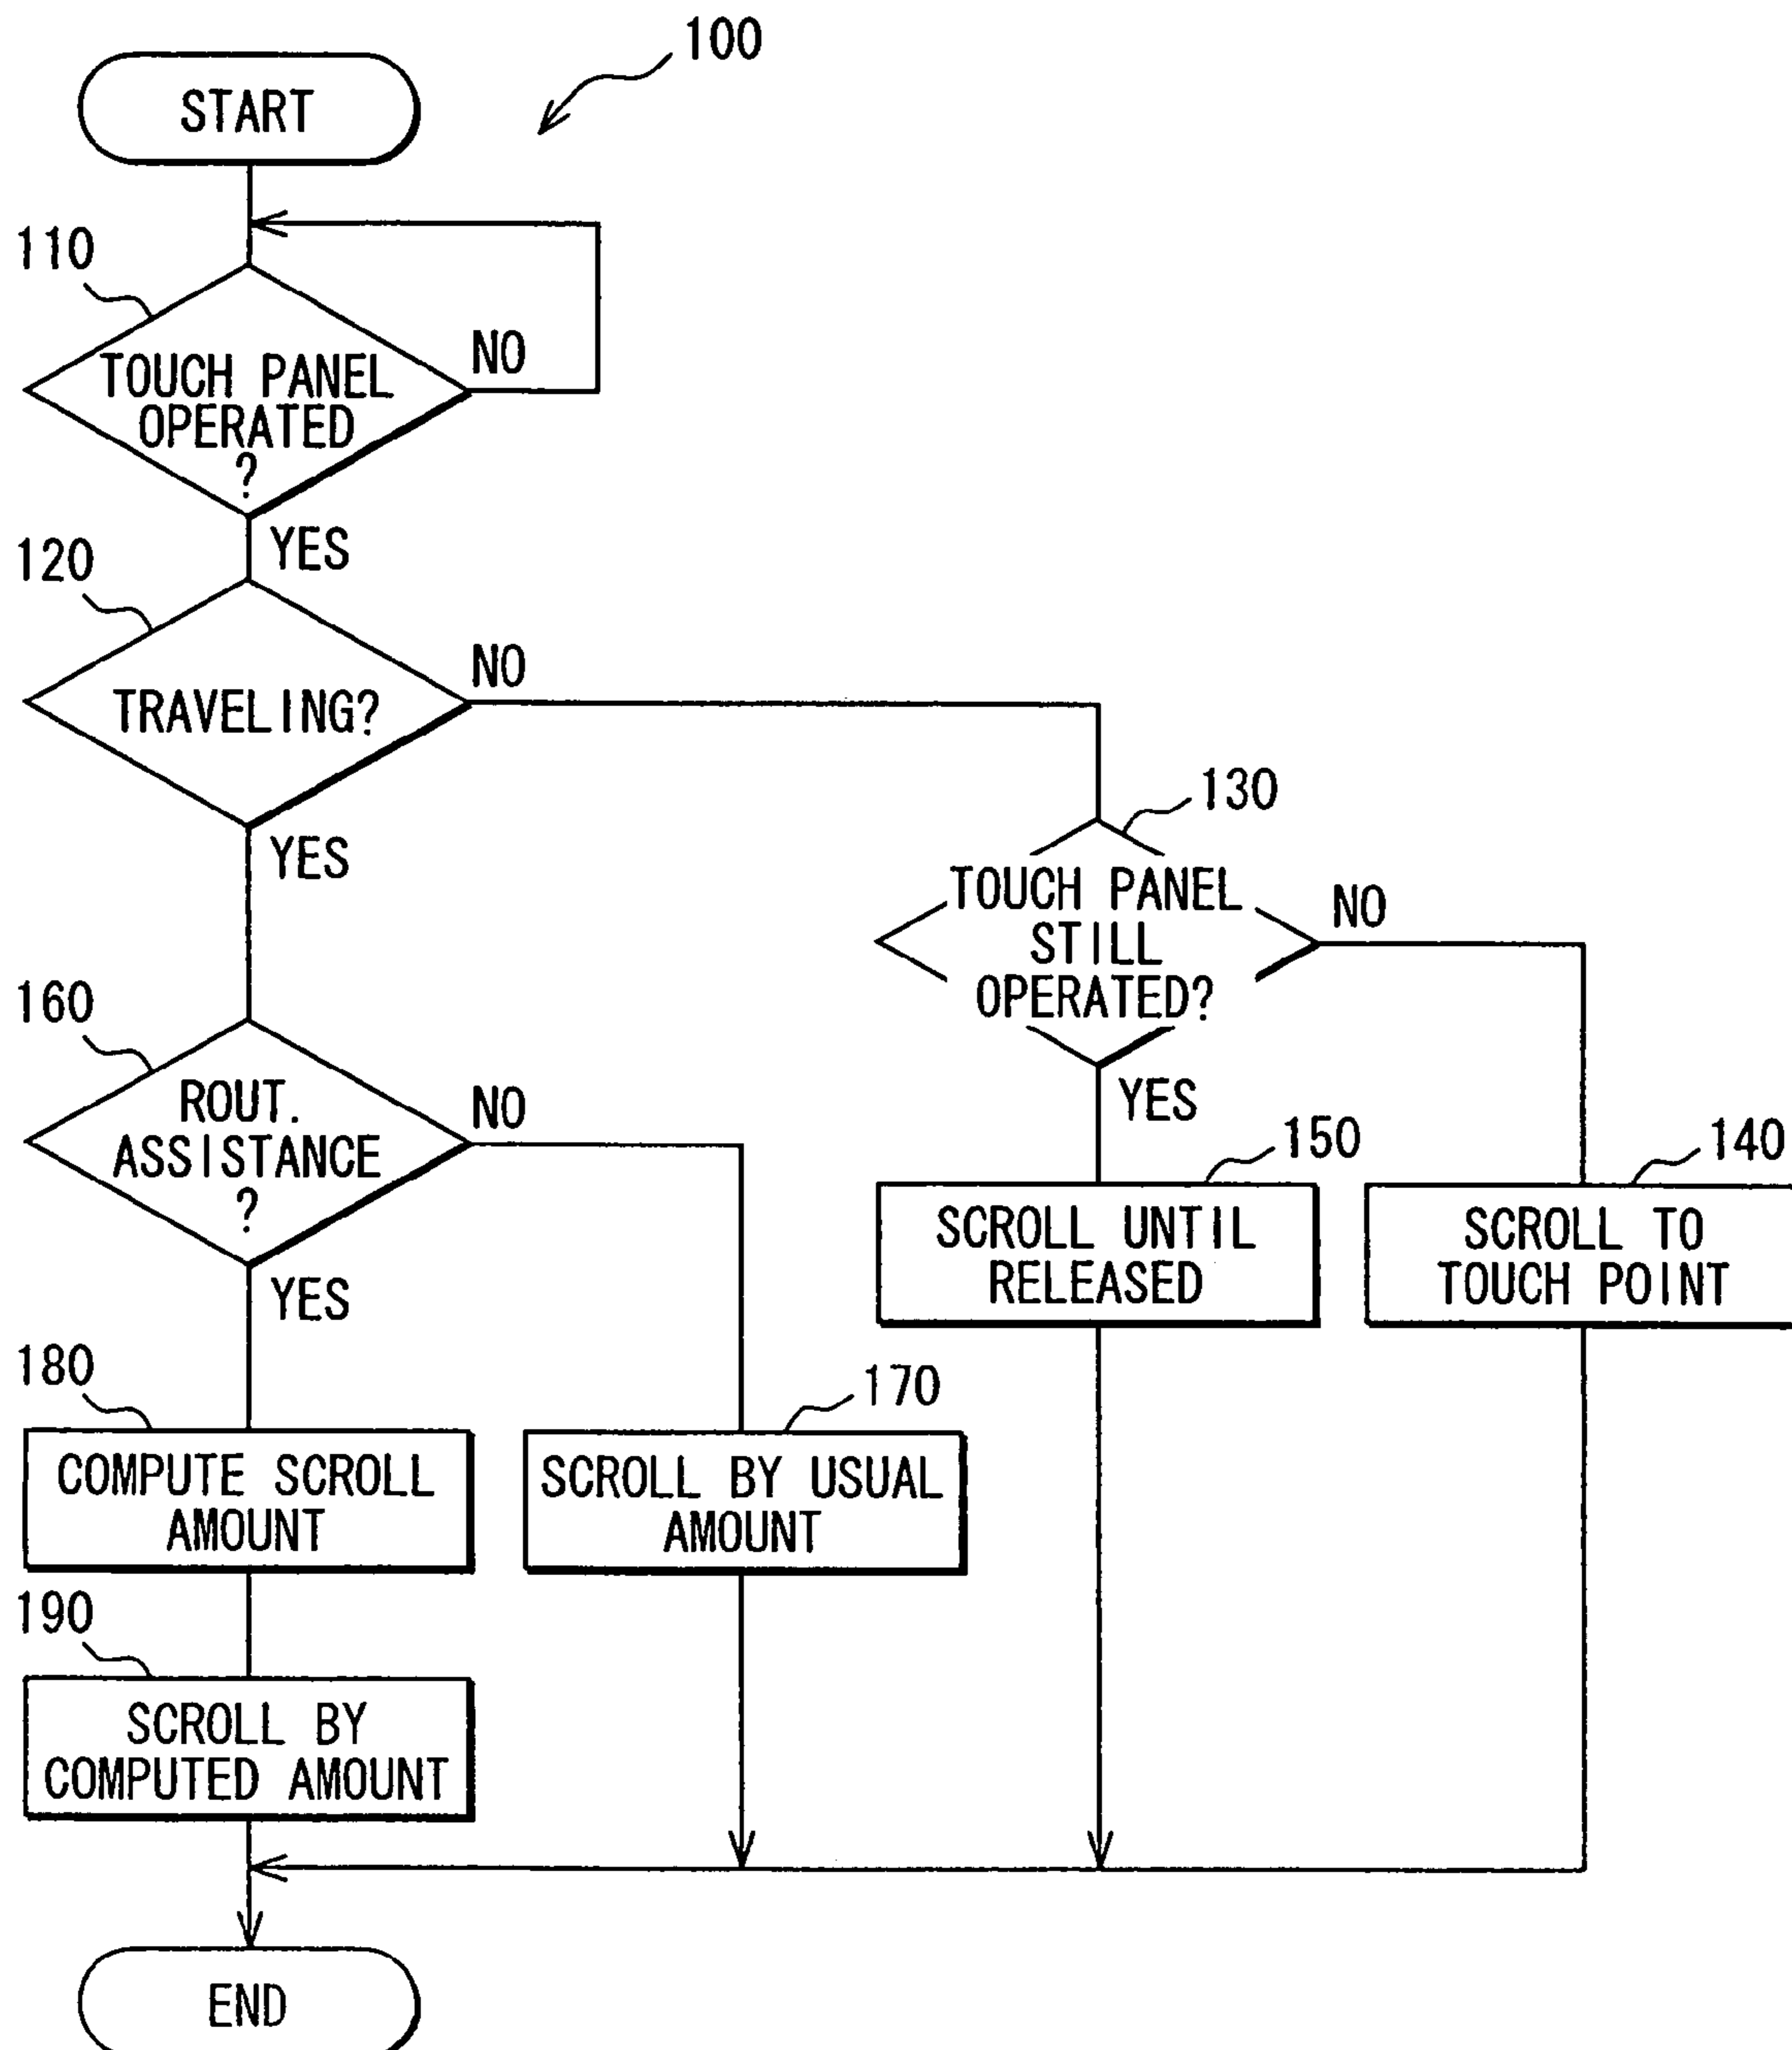 100
START
110
TOUCH PANEL
OPERATED
?
NO
YES
120
TRAVELING?
NO
YES
130
TOUCH PANEL
STILL
OPERATED?
NO
YES
160
ROUT.
ASSISTANCE
?
NO
YES
150
SCROLL UNTIL
RELEASED
140
SCROLL TO
TOUCH POINT
180
COMPUTE SCROLL
AMOUNT
170
SCROLL BY USUAL
AMOUNT
190
SCROLL BY
COMPUTED AMOUNT
END